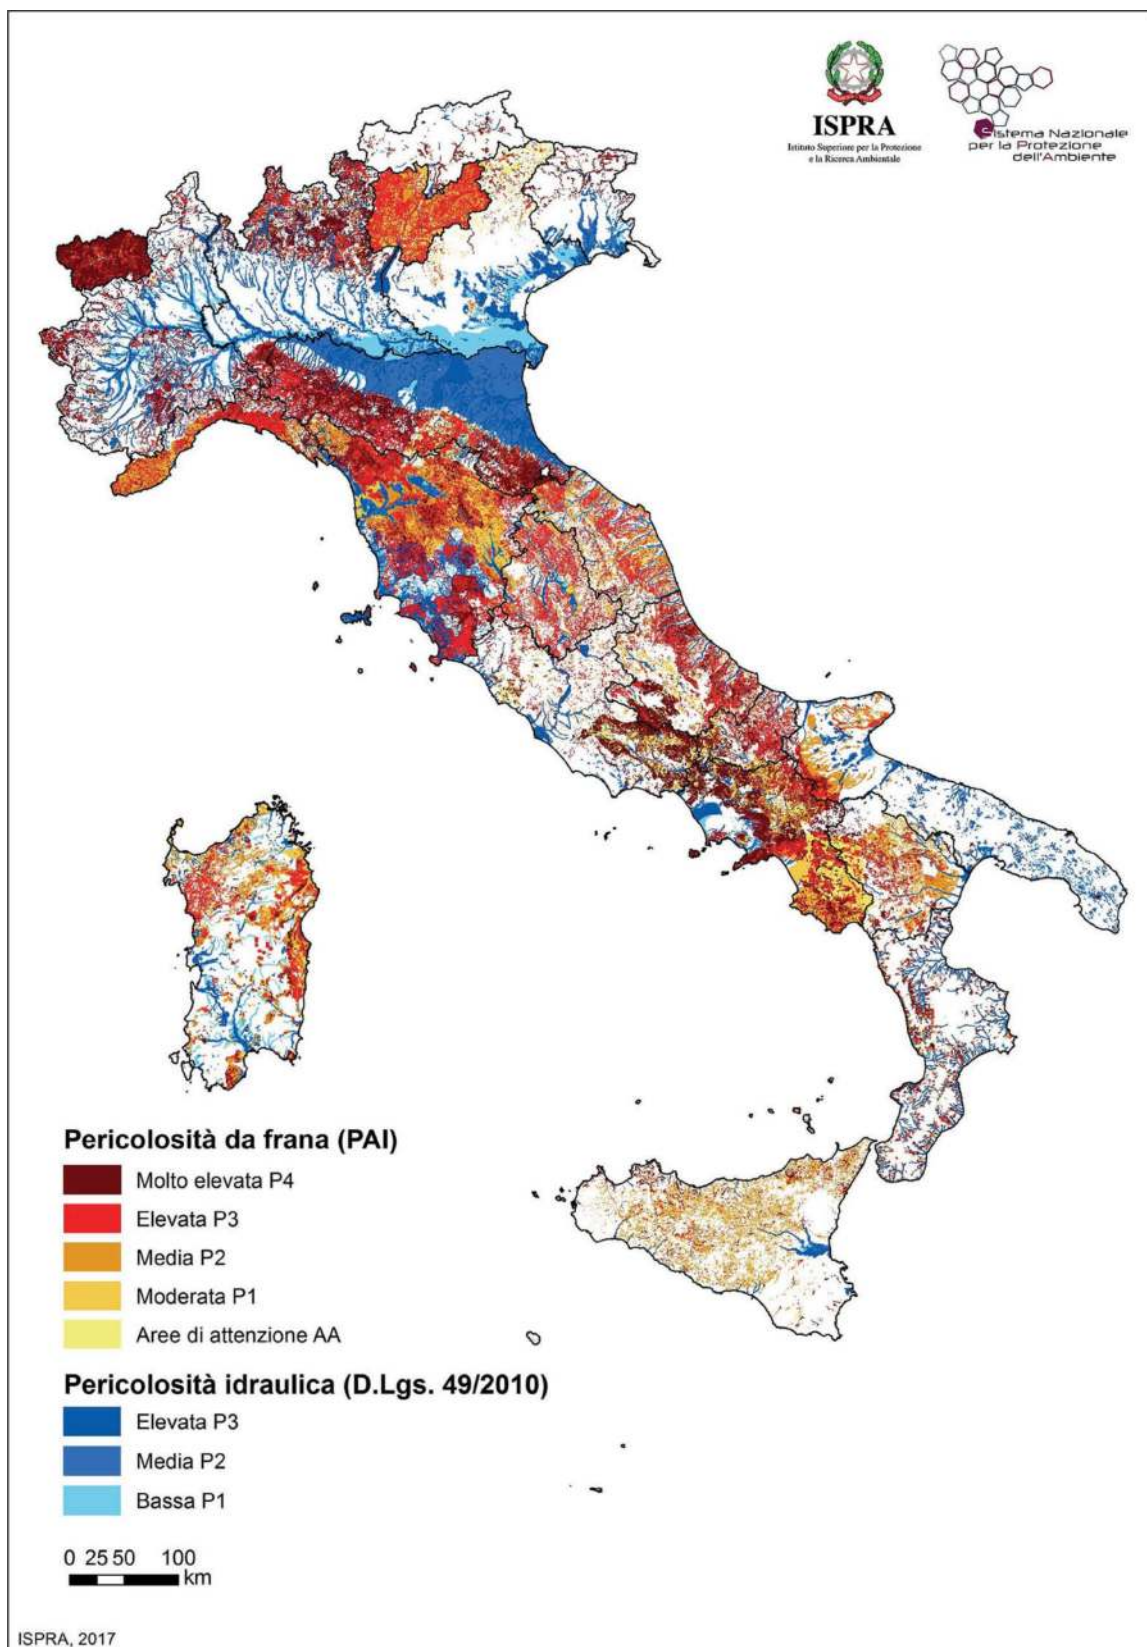 ISPRA
Istituto Superiore per la Protezione
e la Ricerca Ambientale
Sistema Nazionale
per la Protezione
dell'Ambiente
Pericolosità da frana (PAI)
Molto elevata P4
Elevata P3
Media P2
Moderata P1
Aree di attenzione AA
Pericolosità idraulica (D.Lgs. 49/2010)
Elevata P3
Media P2
Bassa P1
0 25 50 100
km
ISPRA, 2017